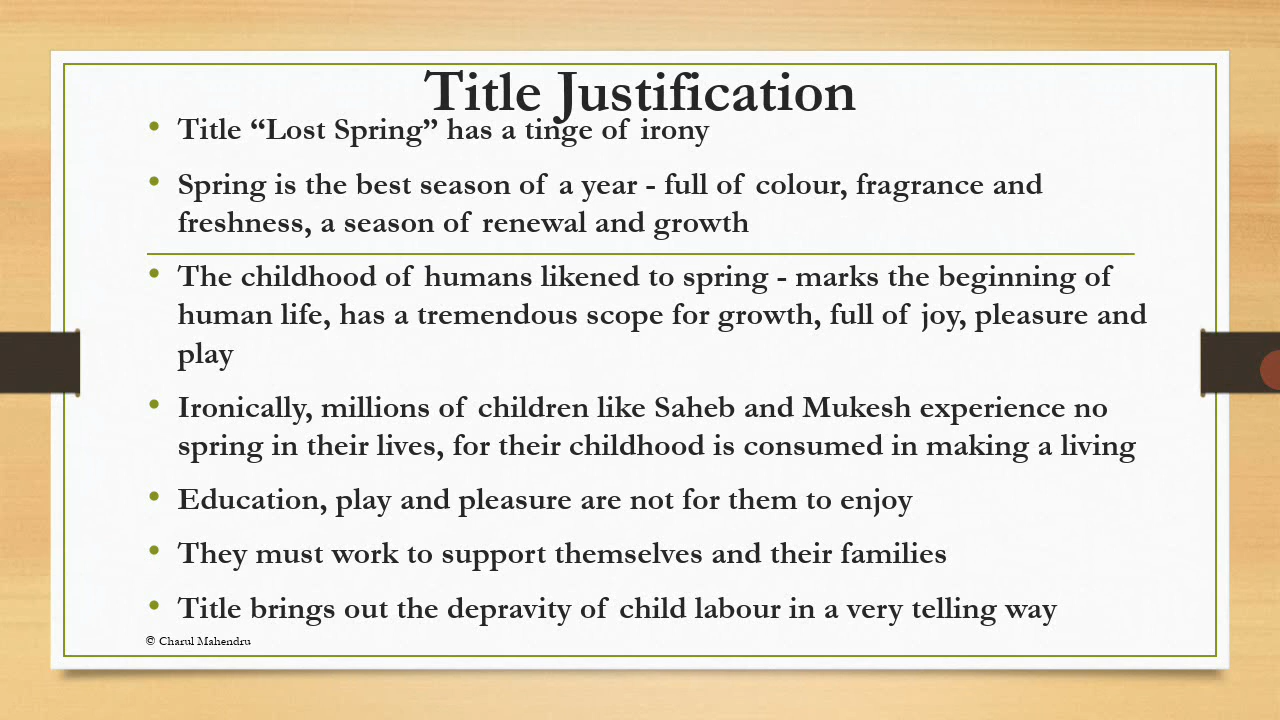 Title Justification
• Title “Lost Spring” has a tinge of irony
• Spring is the best season of a year - full of colour, fragrance and
freshness, a season of renewal and growth
• The childhood of humans likened to spring - marks the beginning of
human life, has a tremendous scope for growth, full of joy, pleasure and
play
• Ironically, millions of children like Saheb and Mukesh experience no
spring in their lives, for their childhood is consumed in making a living
• Education, play and pleasure are not for them to enjoy
• They must work to support themselves and their families
• Title brings out the depravity of child labour in a very telling way
© Charul Mahendru